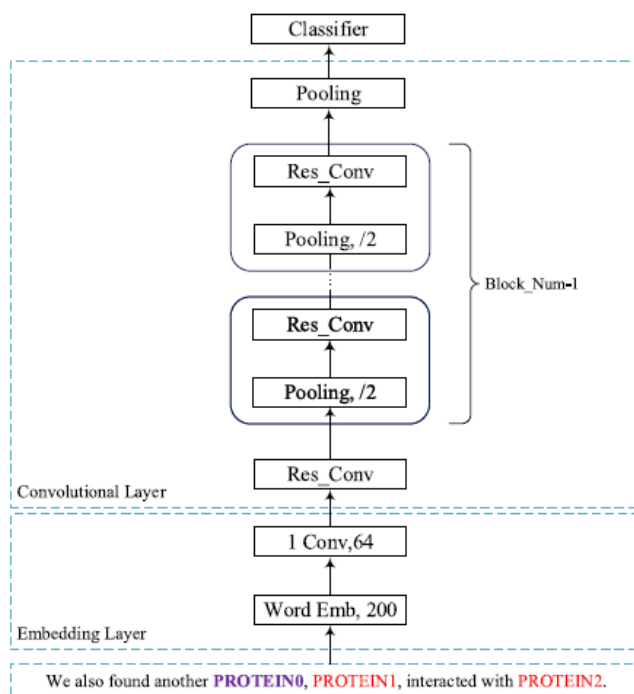 Classifier
Pooling
Res_Conv
Pooling, /2
Block_Num-1
Res_Conv
Pooling, /2
Res_Conv
Convolutional Layer
1 Conv,64
Word Emb, 200
Embedding Layer
We also found another PROTEIN0, PROTEIN1, interacted with PROTEIN2.